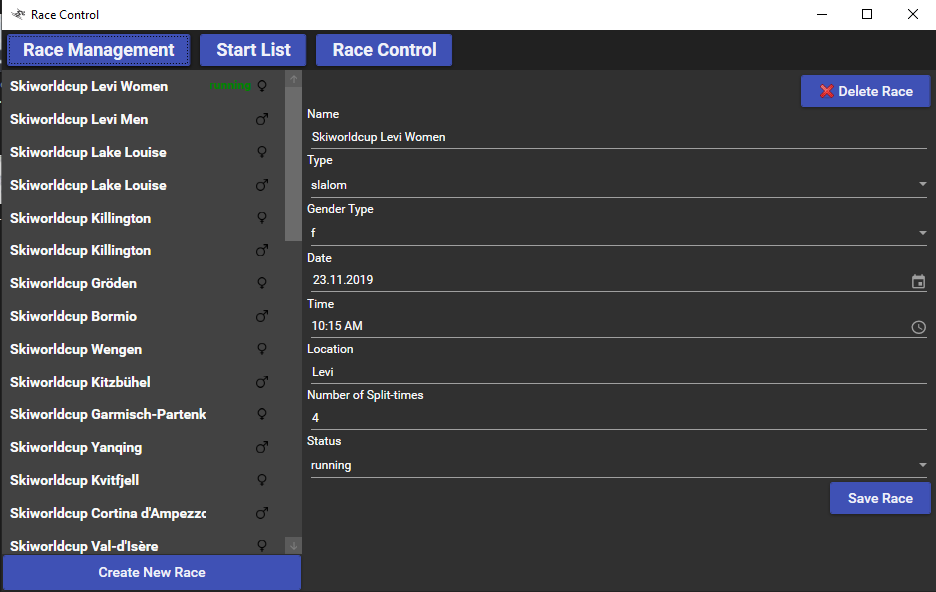 Race Control
Race Management Start List Race Control
Skiworldcup Levi Women running ♀
Skiworldcup Levi Men ♂
Skiworldcup Lake Louise ♀
Skiworldcup Lake Louise ♂
Skiworldcup Killington ♀
Skiworldcup Killington ♂
Skiworldcup Gröden ♀
Skiworldcup Bormio ♂
Skiworldcup Wengen ♀
Skiworldcup Kitzbühel ♂
Skiworldcup Garmisch-Partenk ♀
Skiworldcup Yanqing ♂
Skiworldcup Kvitfjell ♀
Skiworldcup Cortina d'Ampezzo ♂
Skiworldcup Val-d'Isère ♀
Create New Race
Delete Race
Name
Skiworldcup Levi Women
Type
slalom
Gender Type
f
Date
23.11.2019
Time
10:15 AM
Location
Levi
Number of Split-times
4
Status
running
Save Race